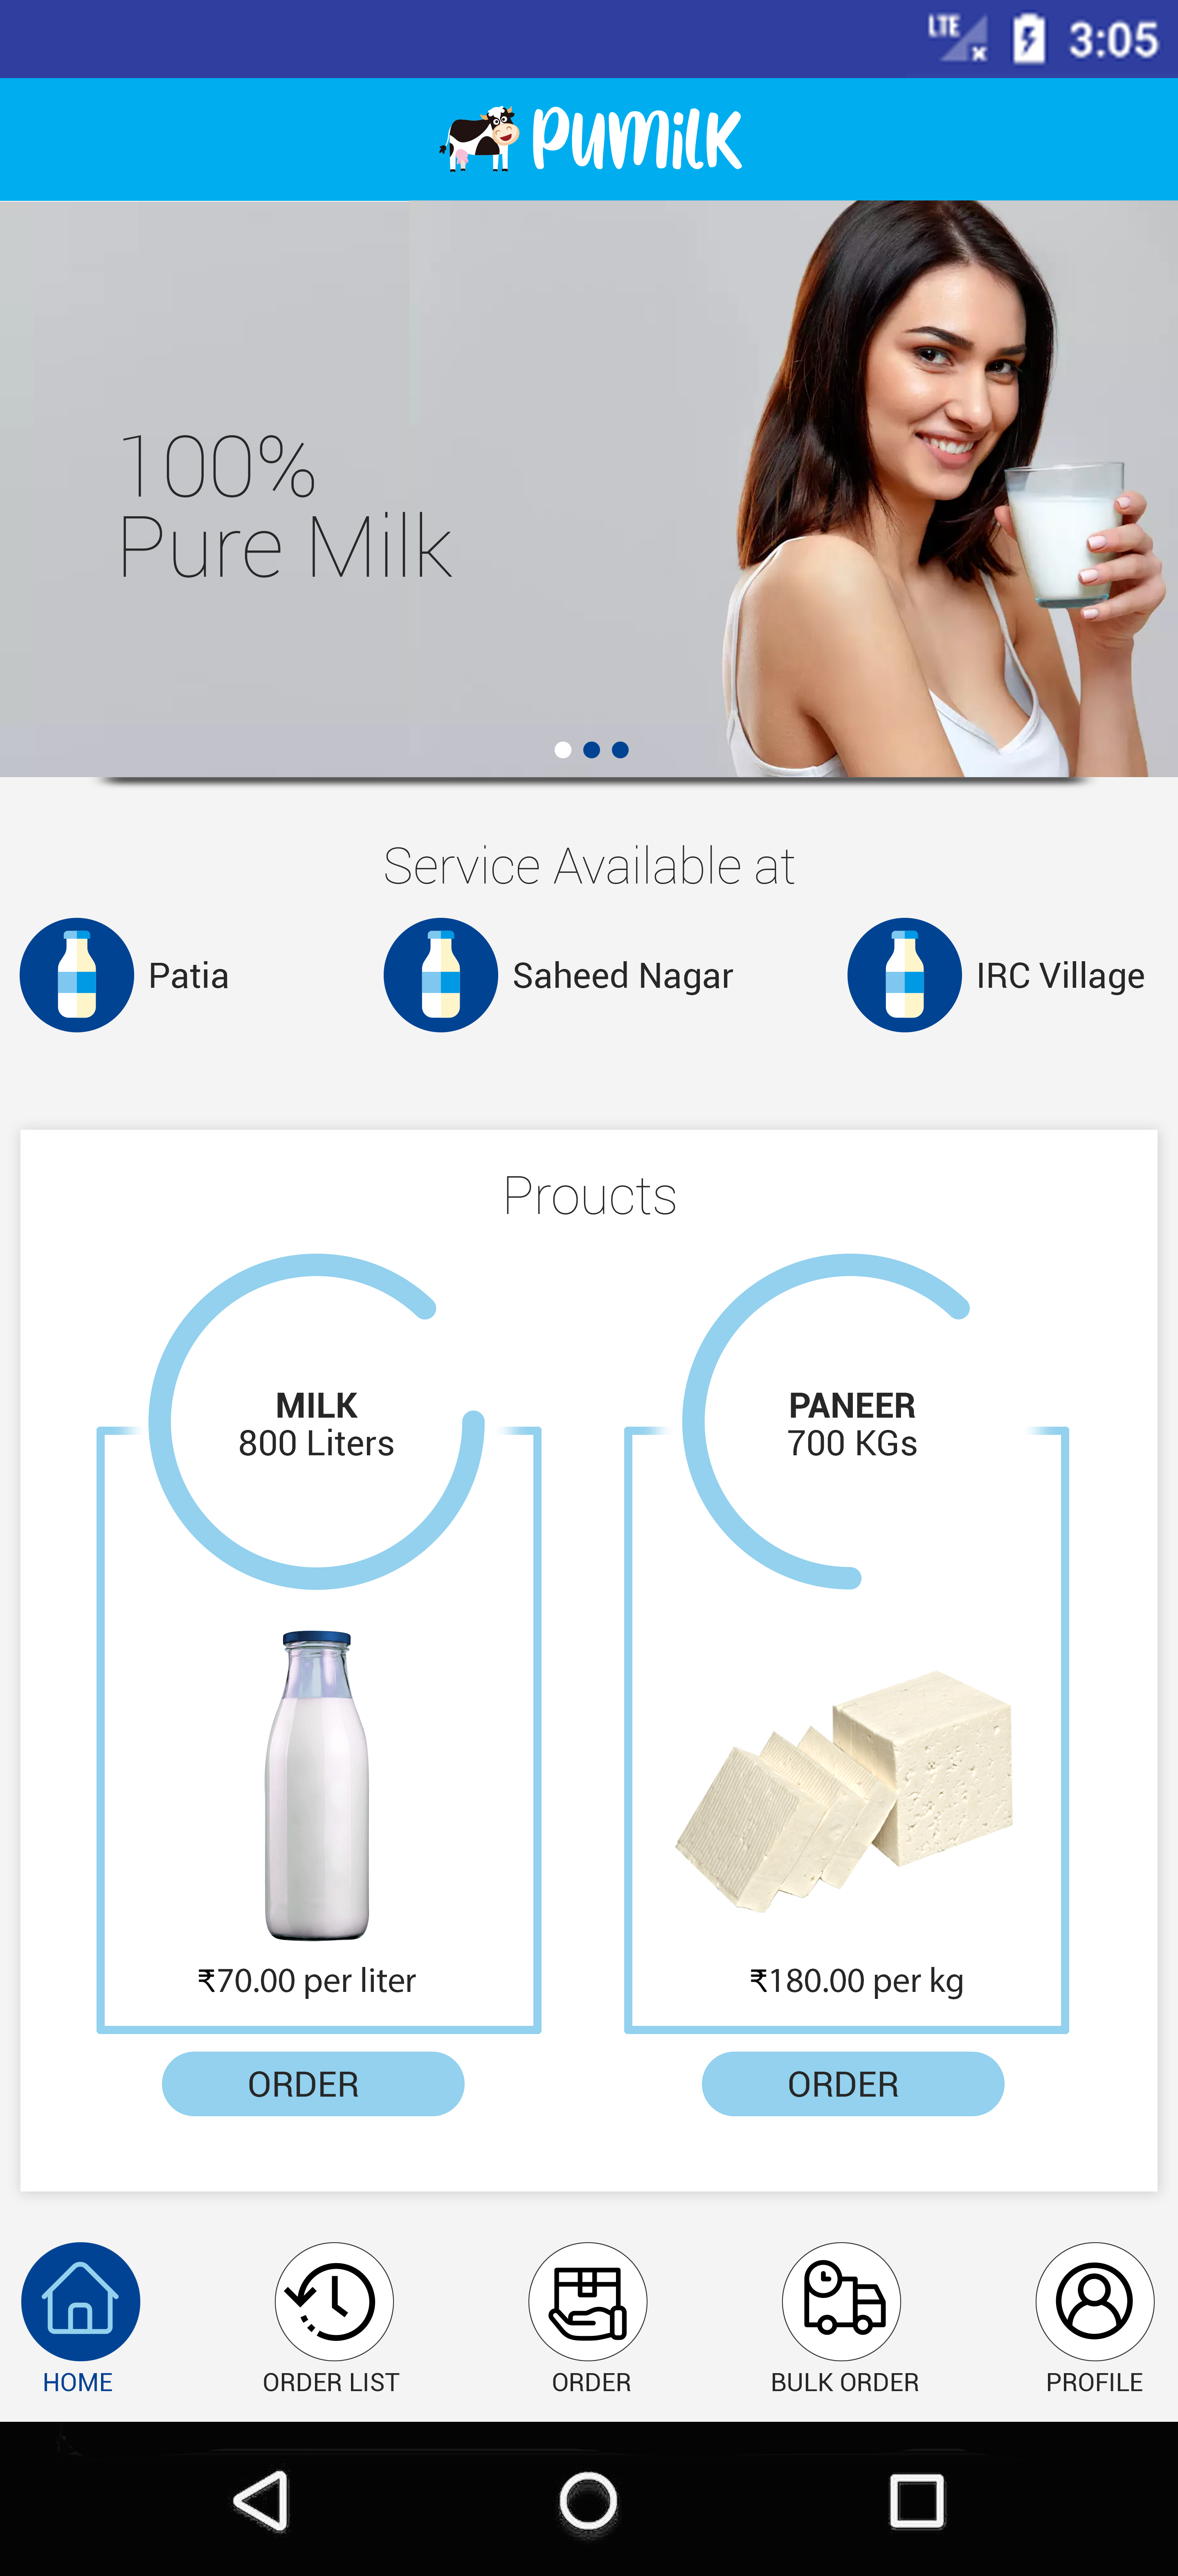 LTE
3:05
PUMiLK
100%
Pure Milk
Service Available at
Patia
Saheed Nagar
IRC Village
Proucts
MILK
800 Liters
PANEER
700 KGs
₹70.00 per liter
₹180.00 per kg
ORDER
ORDER
HOME
ORDER LIST
ORDER
BULK ORDER
PROFILE